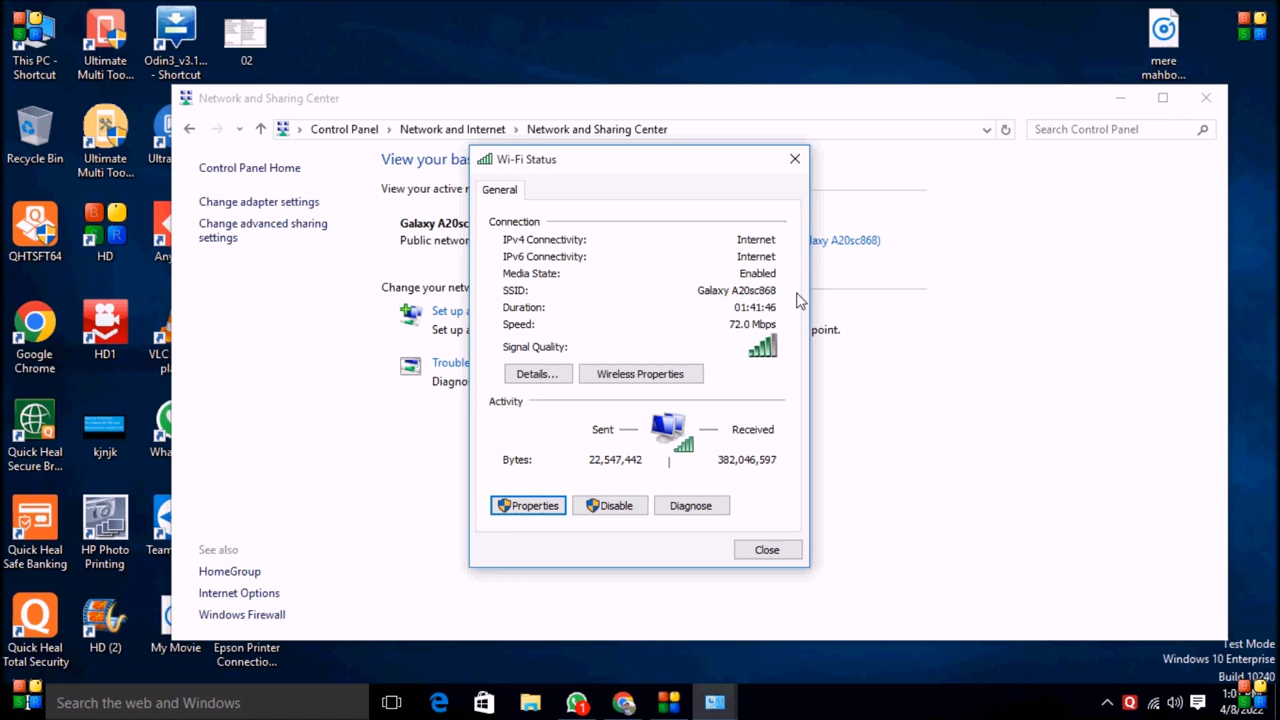 This PC -
Shortcut
Ultimate
Multi Too...
Odin3_v3.1...
- Shortcut
02
mere
mahbo...
Recycle Bin
Ultimate
Multi Too...
QHTSFT64
HD
Google
Chrome
HD1
VLC
Quick Heal
Secure Br...
kjnjk
Quick Heal
Safe Banking
HP Photo
Printing
Quick Heal
Total Security
HD (2)
My Movie
Epson Printer
Connectio...
Network and Sharing Center
Control Panel > Network and Internet > Network and Sharing Center
Search Control Panel
Control Panel Home
Change adapter settings
Change advanced sharing
settings
See also
HomeGroup
Internet Options
Windows Firewall
View your ba
View your active
Galaxy A20sc
Public networ
laxy A20sc868)
Change your netw
Set up a
Set up a
point.
Trouble
Diagno
Wi-Fi Status
General
Connection
IPv4 Connectivity: Internet
IPv6 Connectivity: Internet
Media State: Enabled
SSID: Galaxy A20sc868
Duration: 01:41:46
Speed: 72.0 Mbps
Signal Quality:
Details... Wireless Properties
Activity
Sent Received
Bytes: 22,547,442 382,046,597
Properties Disable Diagnose
Close
Test Mode
Windows 10 Enterprise
Build 10240
Search the web and Windows
4/8/2022